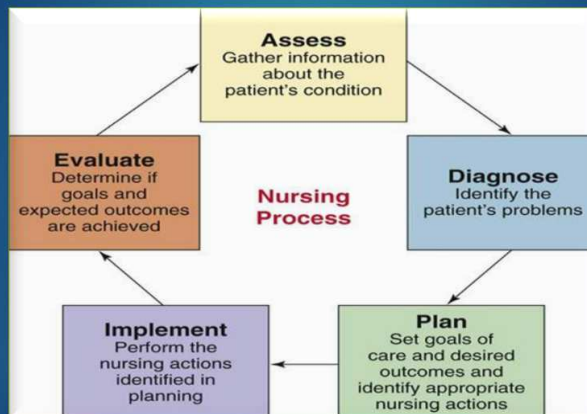 Assess
Gather information
about the
patient's condition
Diagnose
Identify the
patient's problems
Plan
Set goals of
care and desired
outcomes and
identify appropriate
nursing actions
Implement
Perform the
nursing actions
identified in
planning
Evaluate
Determine if
goals and
expected outcomes
are achieved
Nursing
Process